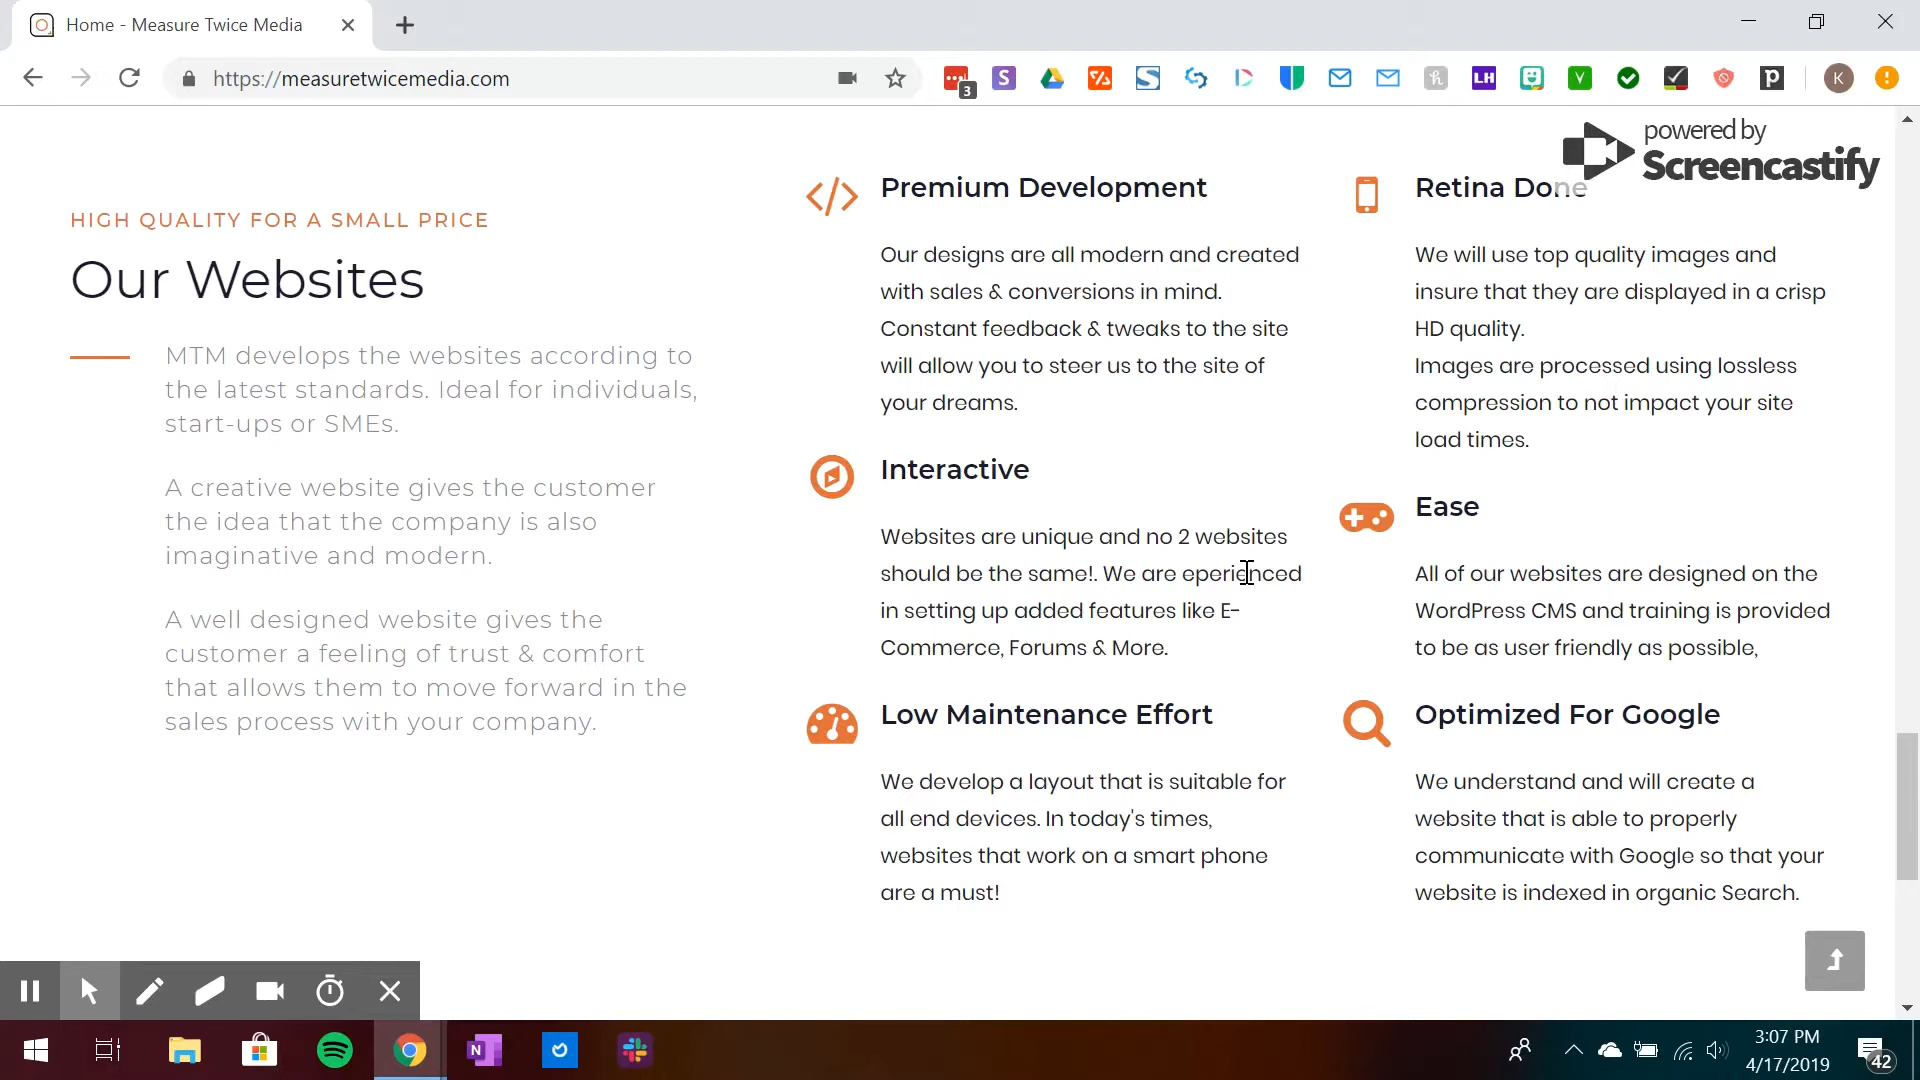 Home - Measure Twice Media
https://measuretwicemedia.com
3
S
LH
V
p
K
powered by
Screencastify
HIGH QUALITY FOR A SMALL PRICE
Our Websites
MTM develops the websites according to
the latest standards. Ideal for individuals,
start-ups or SMEs.
A creative website gives the customer
the idea that the company is also
imaginative and modern.
A well designed website gives the
customer a feeling of trust & comfort
that allows them to move forward in the
sales process with your company.
Premium Development
Our designs are all modern and created
with sales & conversions in mind.
Constant feedback & tweaks to the site
will allow you to steer us to the site of
your dreams.
Interactive
Websites are unique and no 2 websites
should be the same!. We are eperienced
in setting up added features like E-
Commerce, Forums & More.
Low Maintenance Effort
We develop a layout that is suitable for
all end devices. In today's times,
websites that work on a smart phone
are a must!
Retina Done
We will use top quality images and
insure that they are displayed in a crisp
HD quality.
Images are processed using lossless
compression to not impact your site
load times.
Ease
All of our websites are designed on the
WordPress CMS and training is provided
to be as user friendly as possible,
Optimized For Google
We understand and will create a
website that is able to properly
communicate with Google so that your
website is indexed in organic Search.
N
3:07 PM
4/17/2019
42